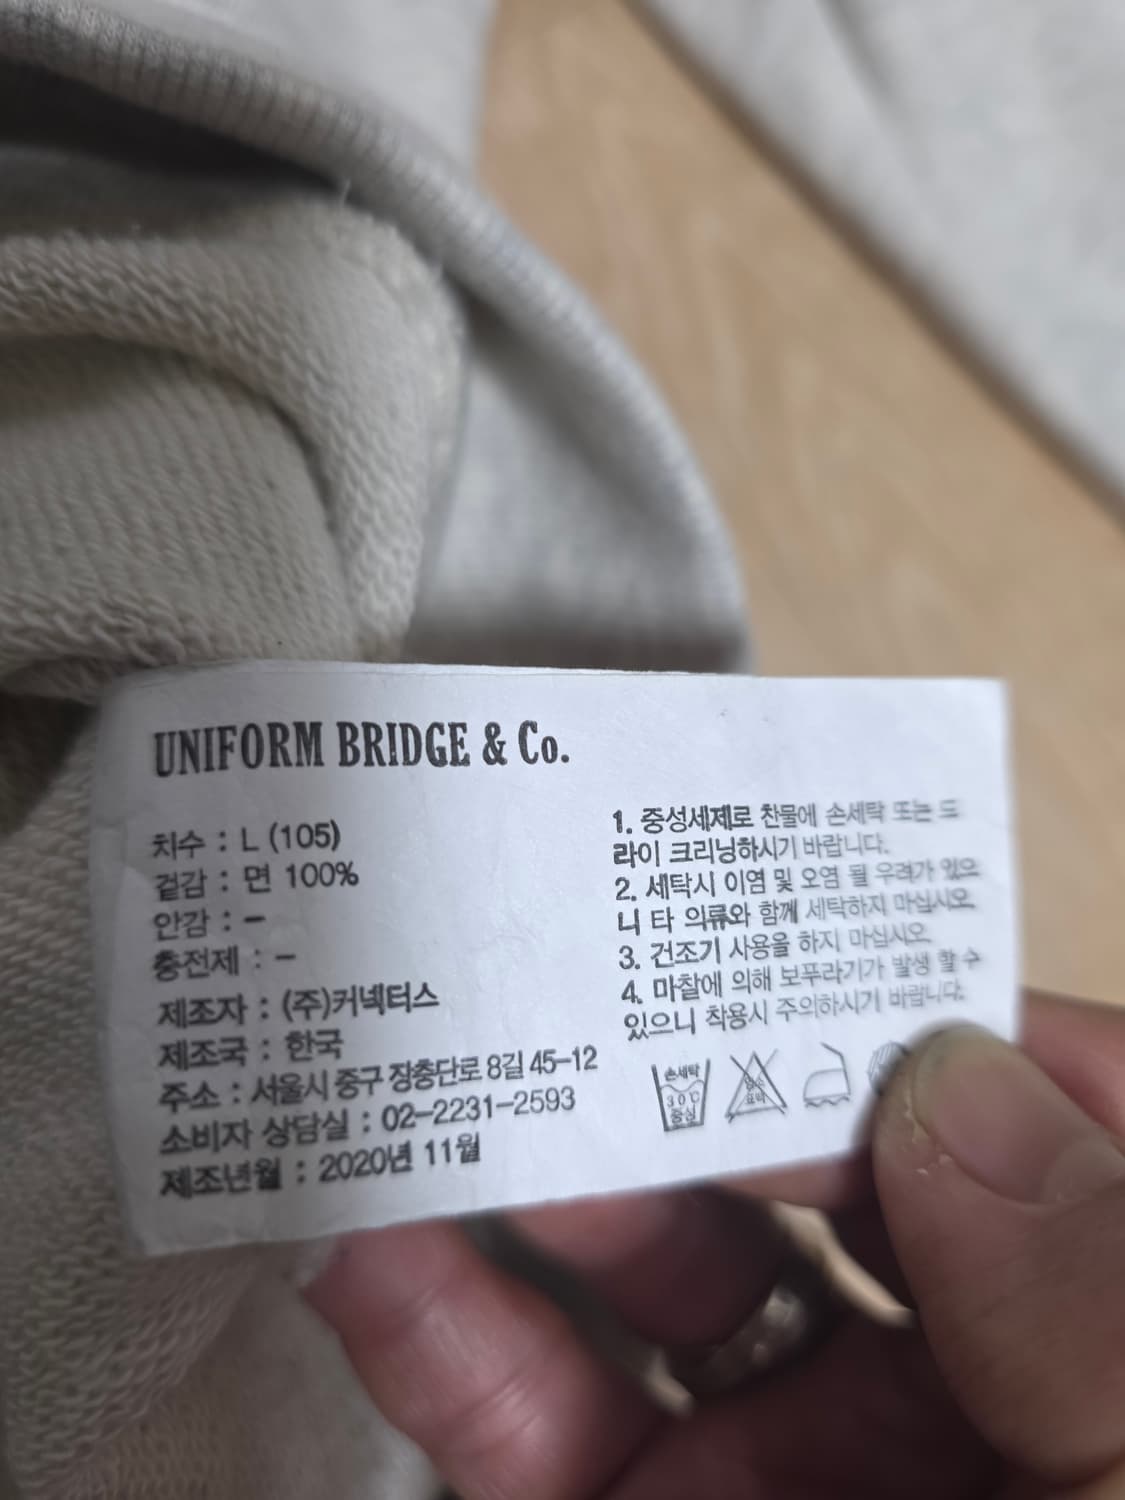 UNIFORM BRIDGE & Co.
치수 : L (105)
겉감 : 면 100%
안감 : –
충전제 : –
제조자 : (주)커넥터스
제조국 : 한국
주소 : 서울시 중구 장충단로 8길 45-12
소비자 상담실 : 02-2231-2593
제조년월 : 2020년 11월
1. 중성세제로 찬물에 손세탁 또는 드
라이 크리닝하시기 바랍니다.
2. 세탁시 이염 및 오염 될 우려가 있으
니 타 의류와 함께 세탁하지 마십시오.
3. 건조기 사용을 하지 마십시오.
4. 마찰에 의해 보푸라기가 발생 할 수
있으니 착용시 주의하시기 바랍니다.
손세탁
30℃
중성
염소
표백